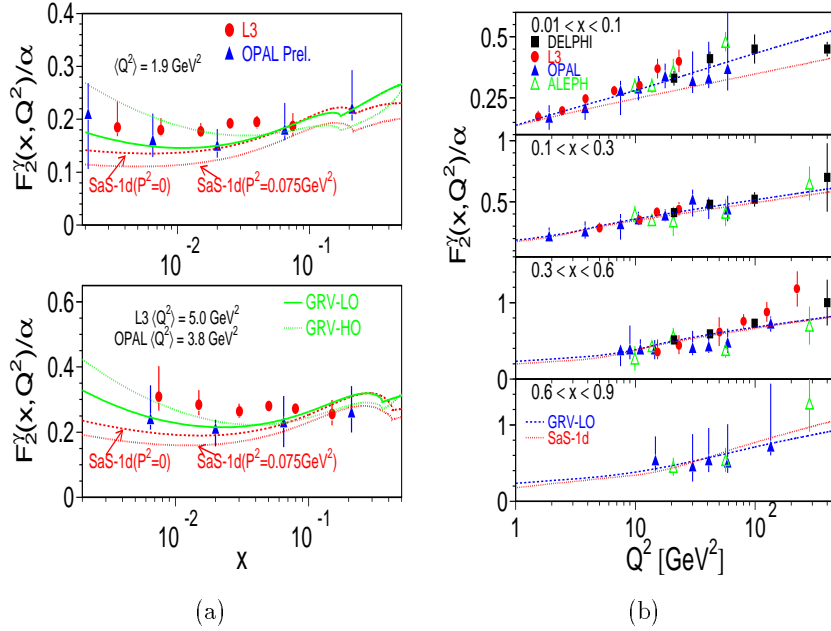 F₂^γ(x,Q²)/α
0.4
0.3
0.2
0.1
0
⟨Q²⟩ = 1.9 GeV²
L3
OPAL Prel.
SaS-1d(P²=0)
SaS-1d(P²=0.075GeV²)
10⁻²
10⁻¹
F₂^γ(x,Q²)/α
0.6
0.4
0.2
0
L3 ⟨Q²⟩ = 5.0 GeV²
OPAL ⟨Q²⟩ = 3.8 GeV²
GRV-LO
GRV-HO
SaS-1d(P²=0)
SaS-1d(P²=0.075GeV²)
10⁻²
10⁻¹
x
(a)
F₂^γ(x,Q²)/α
0.01 < x < 0.1
DELPHI
L3
OPAL
ALEPH
0.5
0.25
0.1 < x < 0.3
1
0.5
0
0.3 < x < 0.6
1
0
0.6 < x < 0.9
GRV-LO
SaS-1d
1
0
1
10
10²
Q² [GeV²]
(b)